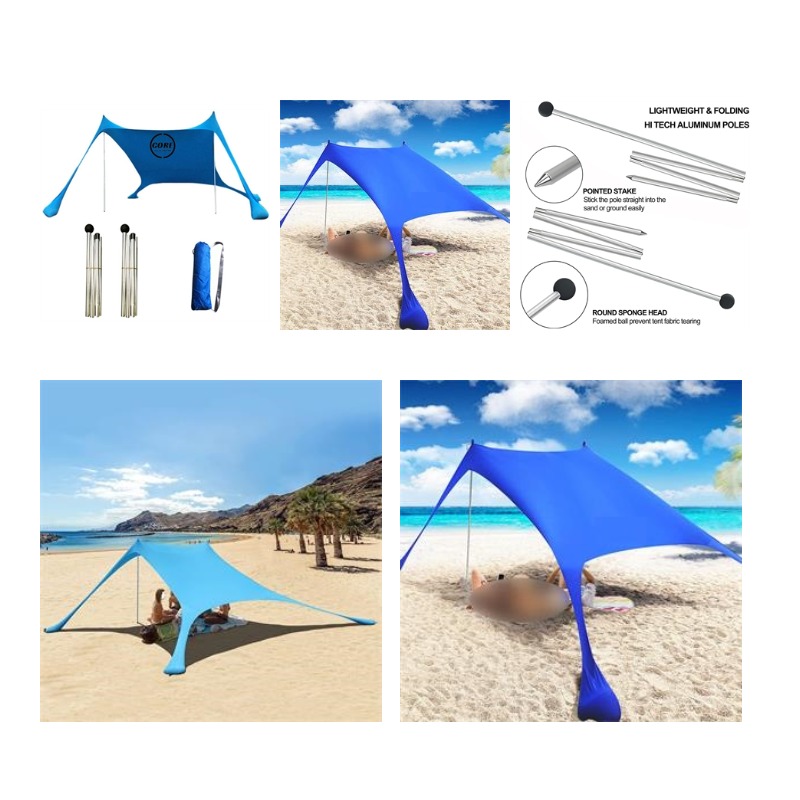 CORE
LIGHTWEIGHT & FOLDING
HI TECH ALUMINUM POLES
POINTED STAKE
Stick the pole straight into the
sand or ground easily
ROUND SPONGE HEAD
Foamed ball prevent tent fabric tearing